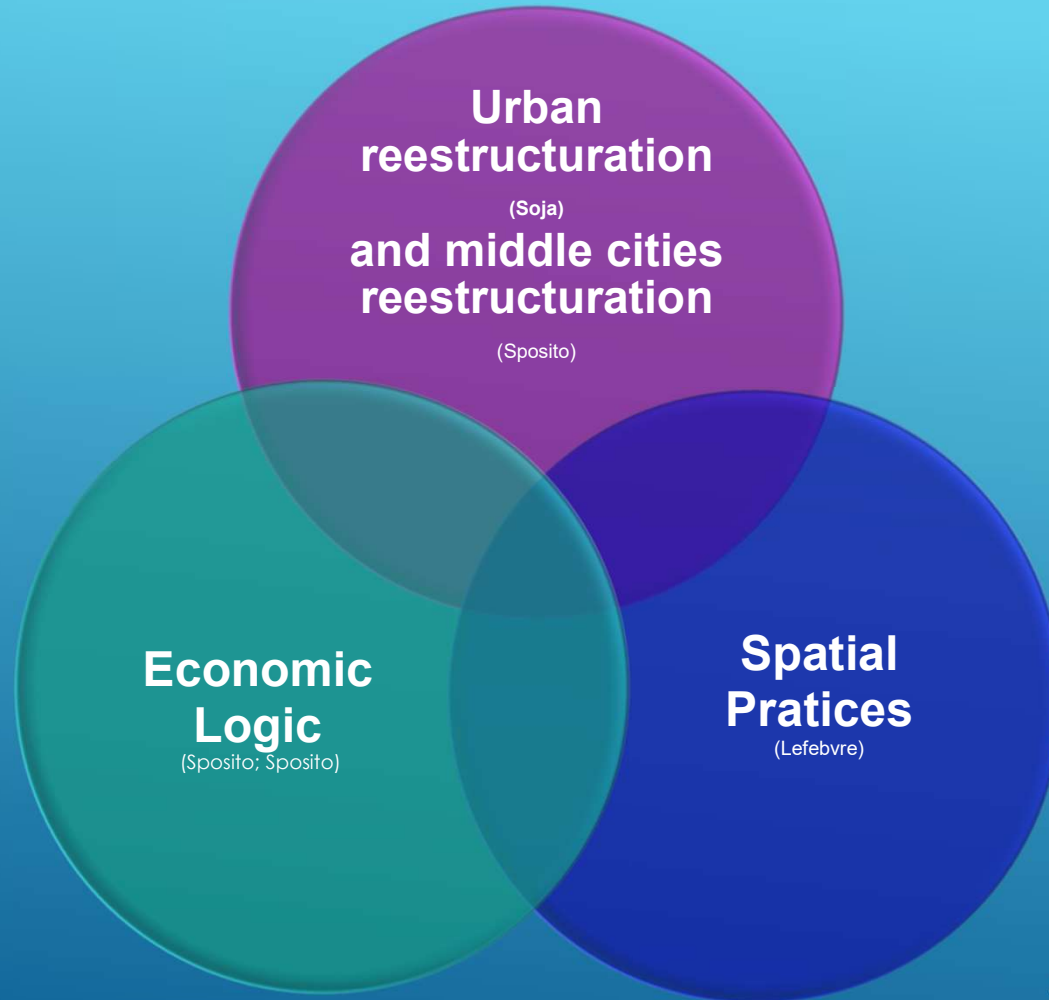 Urban
reestructuration
(Soja)
and middle cities
reestructuration
(Sposito)
Economic
Logic
(Sposito; Sposito)
Spatial
Pratices
(Lefebvre)